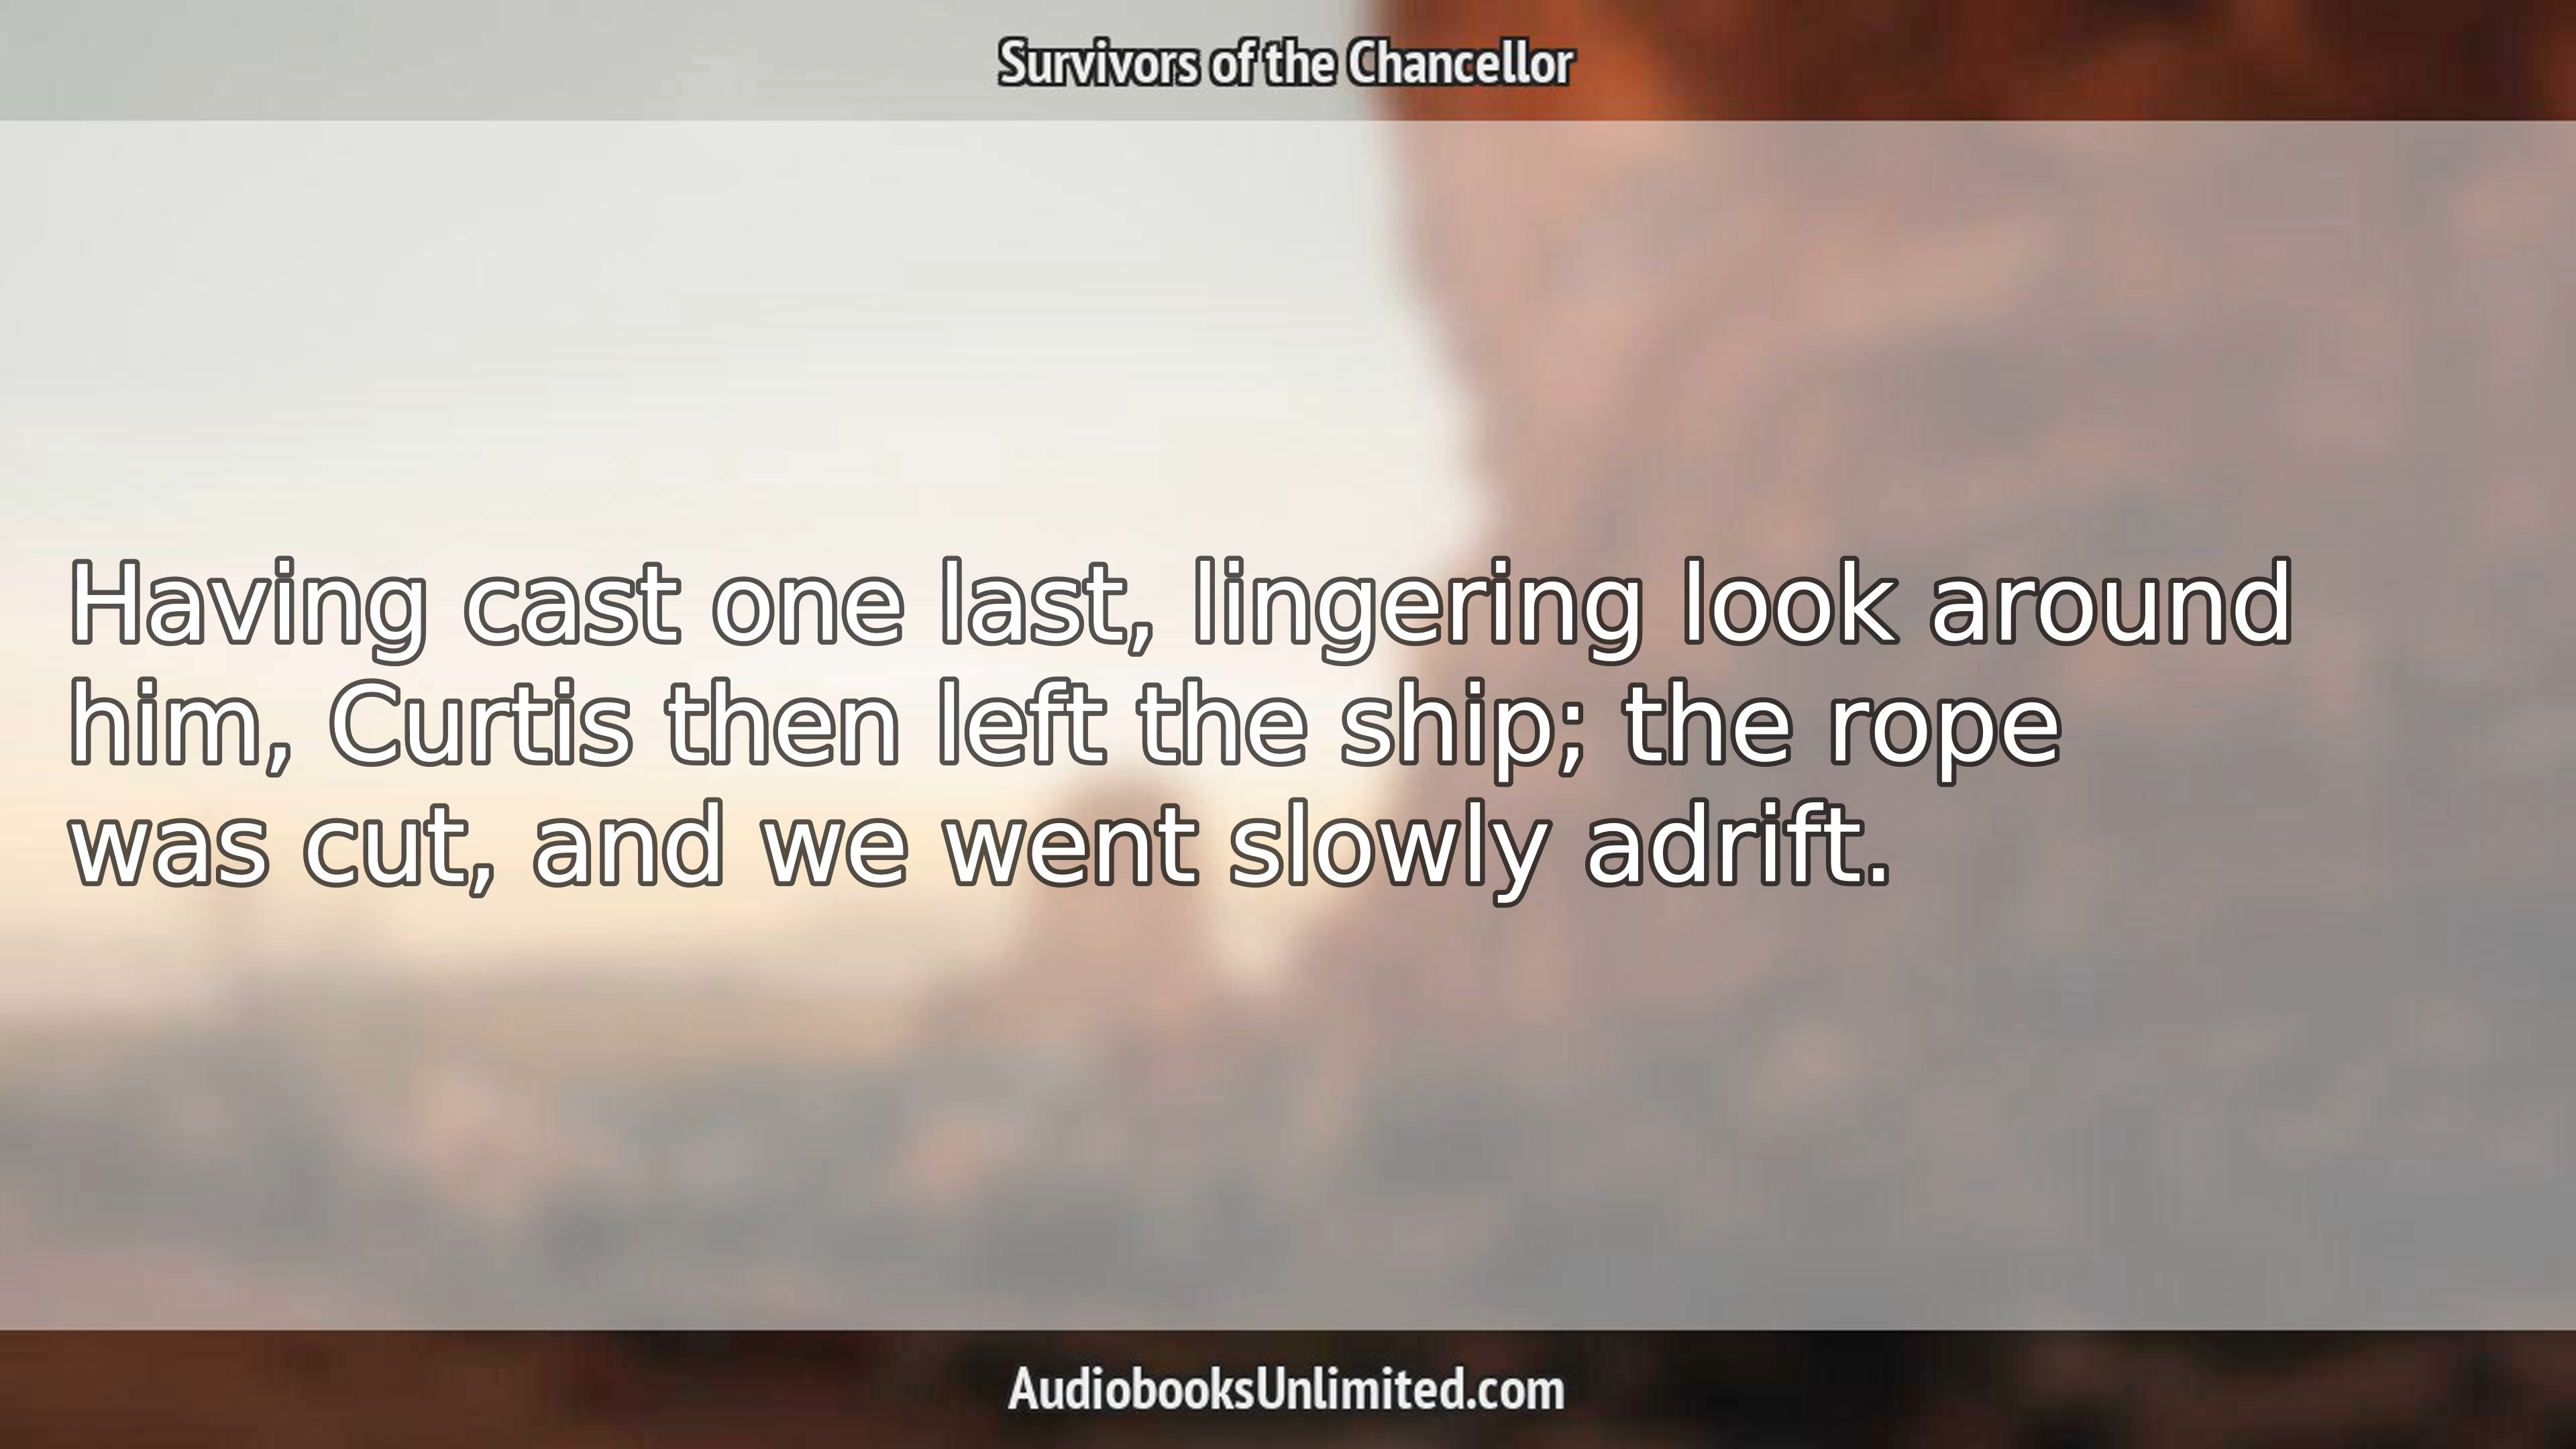 Survivors of the Chancellor
Having cast one last, lingering look around
him, Curtis then left the ship; the rope
was cut, and we went slowly adrift.
AudiobooksUnlimited.com